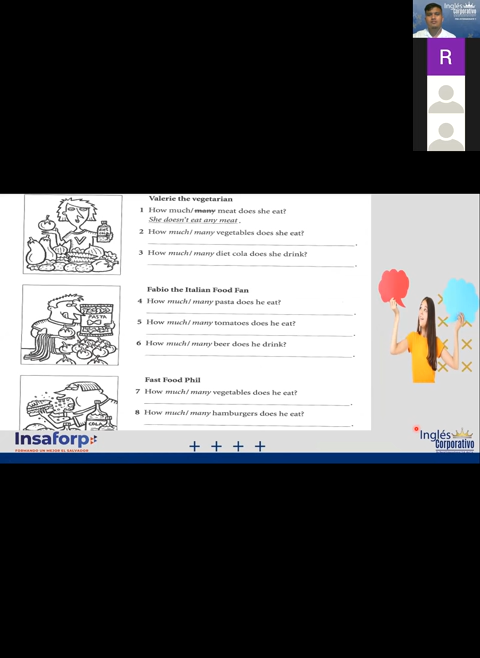 Inglés
Corporativo
R
Valerie the vegetarian
1 How much/ many meat does she eat?
She doesn't eat any meat.
2 How much/ many vegetables does she eat?
3 How much/ many diet cola does she drink?
Fabio the Italian Food Fan
4 How much/ many pasta does he eat?
5 How much/ many tomatoes does he eat?
6 How much/ many beer does he drink?
Fast Food Phil
7 How much/ many vegetables does he eat?
8 How much/ many hamburgers does he eat?
PASTA
COLA
Insaforp
FORMANDO UN MEJOR EL SALVADOR
Inglés
Corporativo